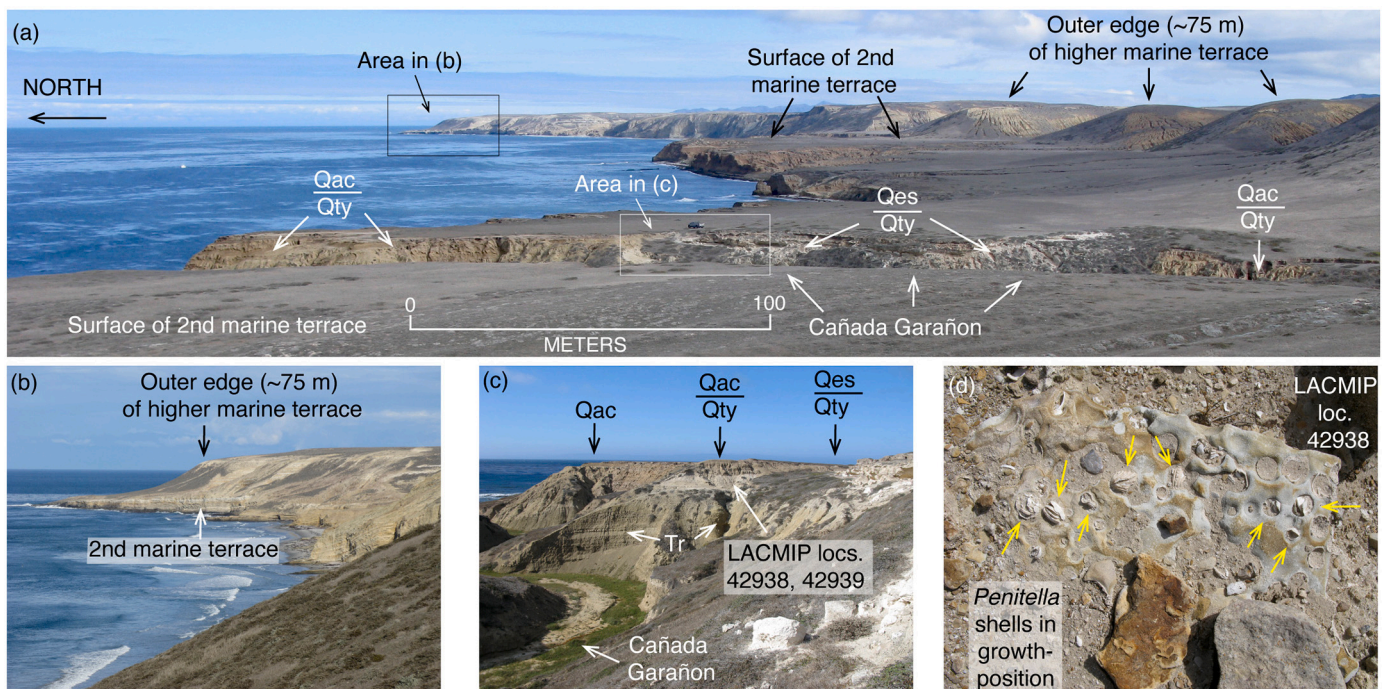 (a)
NORTH
Area in (b)
Surface of 2nd
marine terrace
Outer edge (~75 m)
of higher marine terrace
Qac
Qty
Area in (c)
Qes
Qty
Qac
Qty
Surface of 2nd marine terrace
0
100
METERS
Cañada Garañon
(b)
Outer edge (~75 m)
of higher marine terrace
2nd marine terrace
(c)
Qac
Qac
Qty
Qes
Qty
Tr
LACMIP locs.
42938, 42939
Cañada
Garañon
(d)
LACMIP
loc.
42938
Penitella
shells in
growth-
position